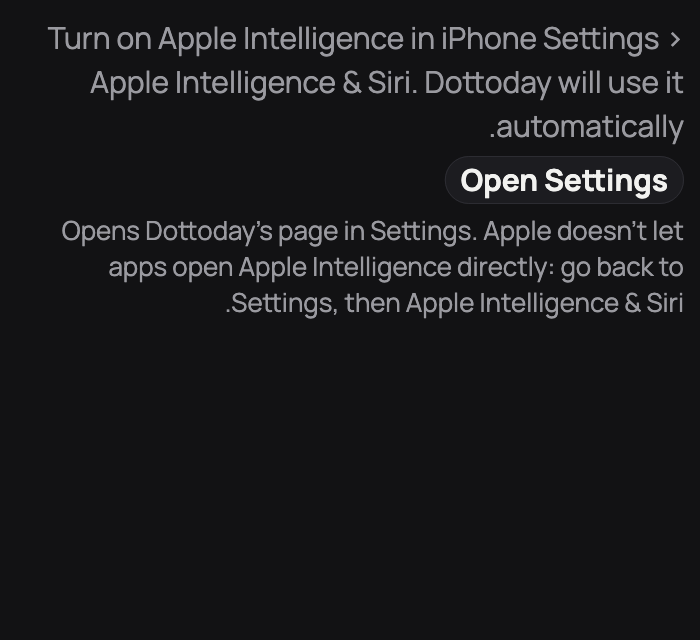 Turn on Apple Intelligence in iPhone Settings >
Apple Intelligence & Siri. Dottoday will use it
automatically.
Open Settings
Opens Dottoday’s page in Settings. Apple doesn’t let
apps open Apple Intelligence directly: go back to
Settings, then Apple Intelligence & Siri.